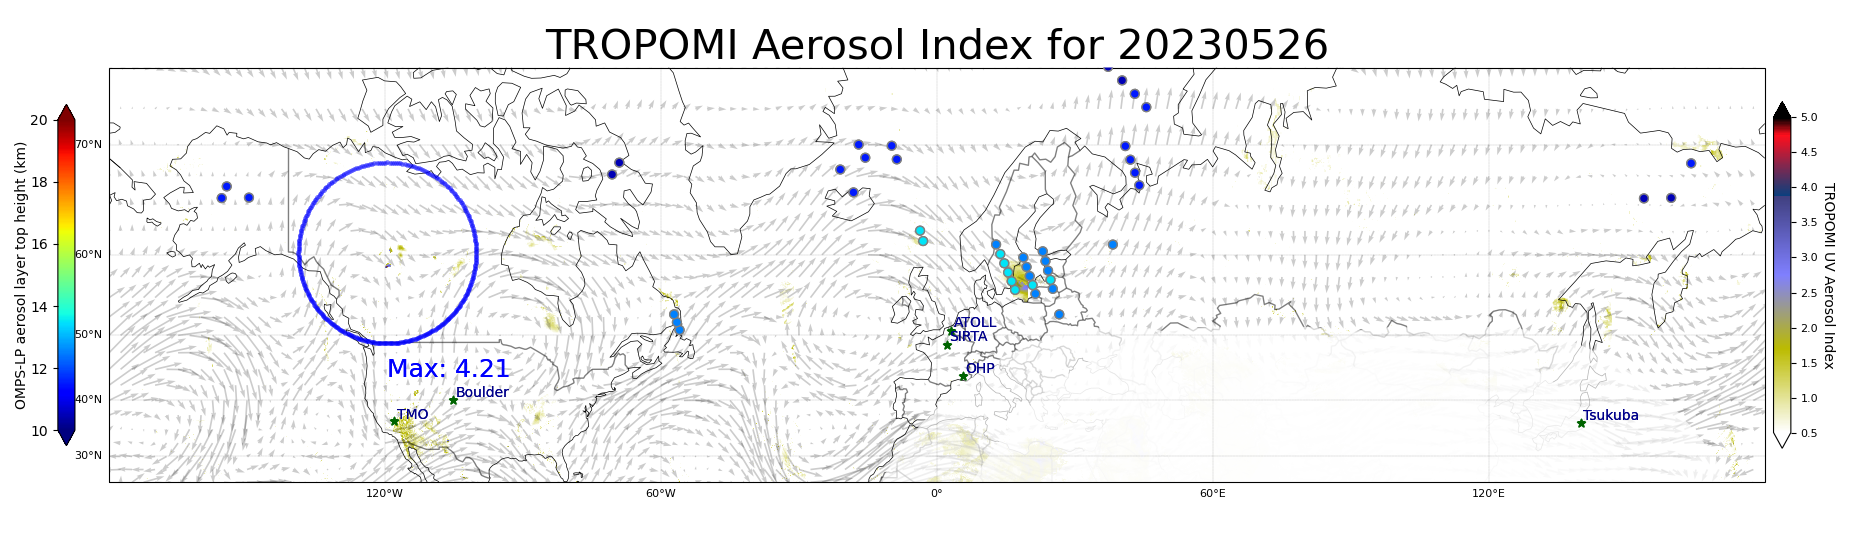 TROPOMI Aerosol Index for 20230526
OMPS-LP aerosol layer top height (km)
20
18
16
14
12
10
70°N
60°N
50°N
40°N
30°N
120°W
60°W
0°
60°E
120°E
Max: 4.21
Boulder
TMO
ATOLL
SIRTA
OHP
Tsukuba
5.0
4.5
4.0
3.5
3.0
2.5
2.0
1.5
1.0
0.5
TROPOMI UV Aerosol Index